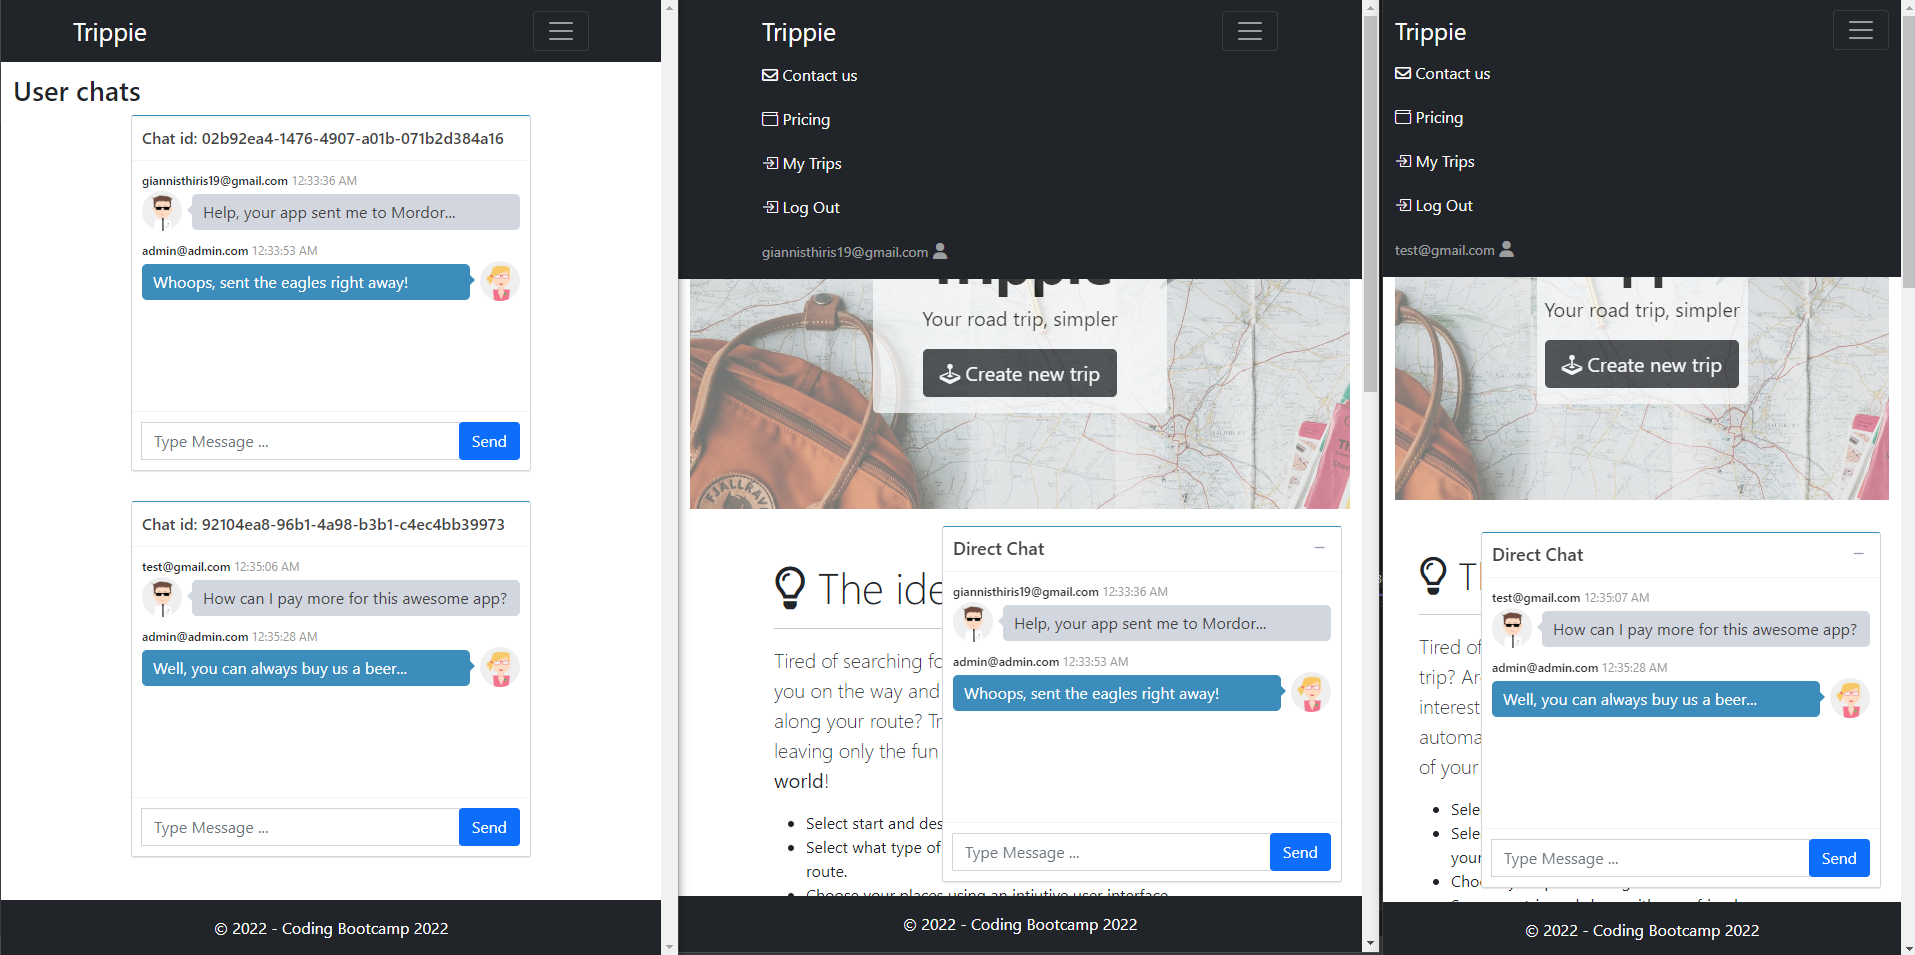 Trippie
User chats
Chat id: 02b92ea4-1476-4907-a01b-071b2d384a16
giannisthiris19@gmail.com 12:33:36 AM
Help, your app sent me to Mordor...
admin@admin.com 12:33:53 AM
Whoops, sent the eagles right away!
Type Message ...
Send
Chat id: 92104ea8-96b1-4a98-b3b1-c4ec4bb39973
test@gmail.com 12:35:06 AM
How can I pay more for this awesome app?
admin@admin.com 12:35:28 AM
Well, you can always buy us a beer...
Type Message ...
Send
© 2022 - Coding Bootcamp 2022
Trippie
Contact us
Pricing
My Trips
Log Out
giannisthiris19@gmail.com
Trippie
Your road trip, simpler
Create new trip
FJALLRAV
SALISBURY
The ide
Tired of searching fo
you on the way and
along your route? Tr
leaving only the fun
world!
Select start and des
Select what type of
route.
Choose your places using an intiutive user interface
Direct Chat
giannisthiris19@gmail.com 12:33:36 AM
Help, your app sent me to Mordor...
admin@admin.com 12:33:53 AM
Whoops, sent the eagles right away!
Type Message ...
Send
© 2022 - Coding Bootcamp 2022
Trippie
Contact us
Pricing
My Trips
Log Out
test@gmail.com
Your road trip, simpler
Create new trip
Tired of
trip? Ar
interest
automa
of your
Sele
Sele
your
Cho
Direct Chat
test@gmail.com 12:35:07 AM
How can I pay more for this awesome app?
admin@admin.com 12:35:28 AM
Well, you can always buy us a beer...
Type Message ...
Send
© 2022 - Coding Bootcamp 2022